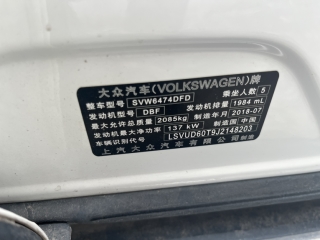 大众汽车(VOLKSWAGEN)牌
整车型号 SVW6474DFD 乘坐人数 5
发动机型号 DBF 发动机排量 1984 mL
最大允许总质量 2085kg 制造年月 2018-07
发动机最大净功率 137 kW 制造国 中国
车辆识别代号 LSVUD60T9J2148203
上汽大众汽车有限公司 制造